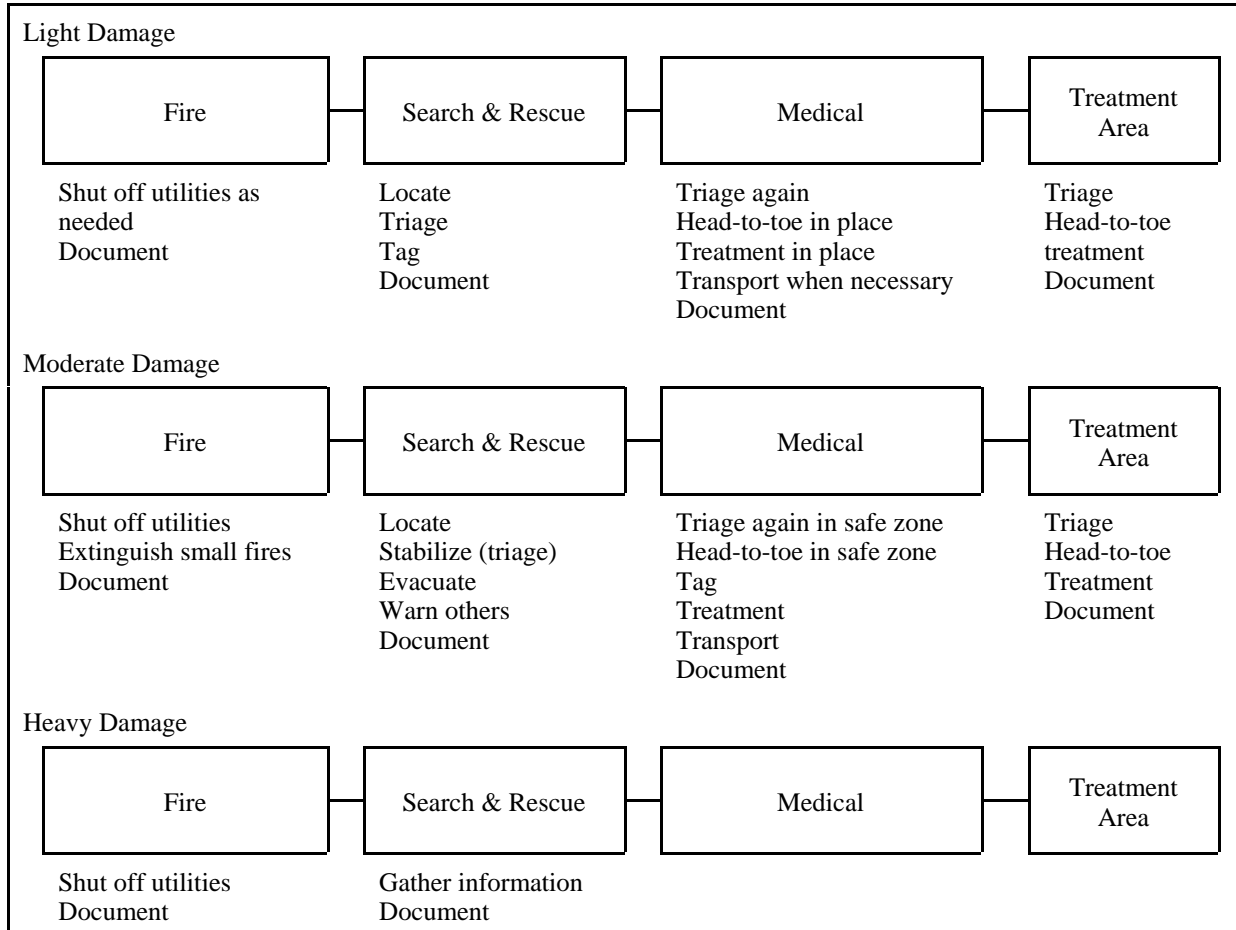 Light Damage
Fire
Search & Rescue
Medical
Treatment
Area
Shut off utilities as
needed
Document
Locate
Triage
Tag
Document
Triage again
Head-to-toe in place
Treatment in place
Transport when necessary
Document
Triage
Head-to-toe
treatment
Document
Moderate Damage
Fire
Search & Rescue
Medical
Treatment
Area
Shut off utilities
Extinguish small fires
Document
Locate
Stabilize (triage)
Evacuate
Warn others
Document
Triage again in safe zone
Head-to-toe in safe zone
Tag
Treatment
Transport
Document
Triage
Head-to-toe
Treatment
Document
Heavy Damage
Fire
Search & Rescue
Medical
Treatment
Area
Shut off utilities
Document
Gather information
Document